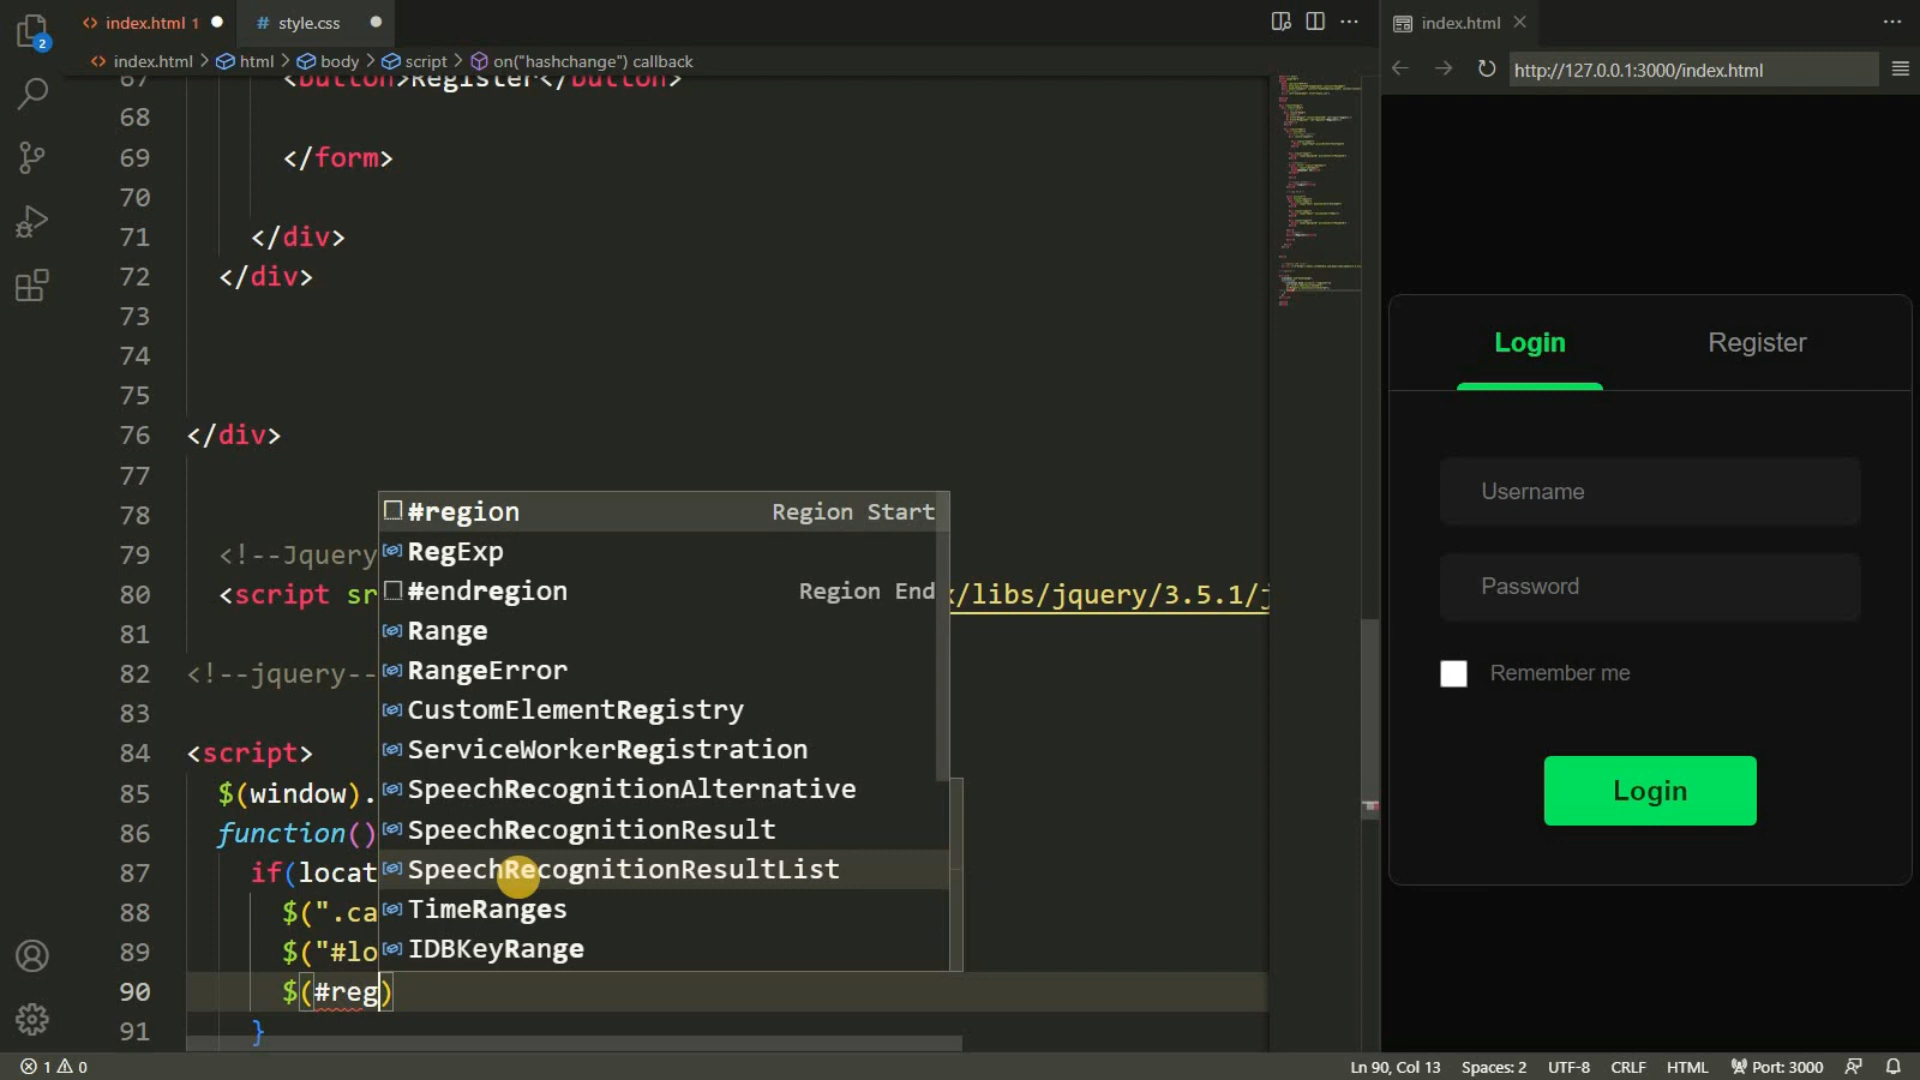 index.html 1
style.css
index.html
index.html > html > body > script > on("hashchange") callback
http://127.0.0.1:3000/index.html
67 <button>Register</button>
68
69 </form>
70
71 </div>
72 </div>
73
74
75
76 </div>
77
78
79 <!--Jquery
80 <script sr /libs/jquery/3.5.1/j
81
82 <!--jquery--
83
84 <script>
85 $(window).
86 function()
87 if(locat
88 $(".ca
89 $("#lo
90 $(#reg)
91 }
#region Region Start
RegExp
#endregion Region End
Range
RangeError
CustomElementRegistry
ServiceWorkerRegistration
SpeechRecognitionAlternative
SpeechRecognitionResult
SpeechRecognitionResultList
TimeRanges
IDBKeyRange
Login
Register
Username
Password
Remember me
Login
2
1 0
Ln 90, Col 13 Spaces: 2 UTF-8 CRLF HTML Port: 3000